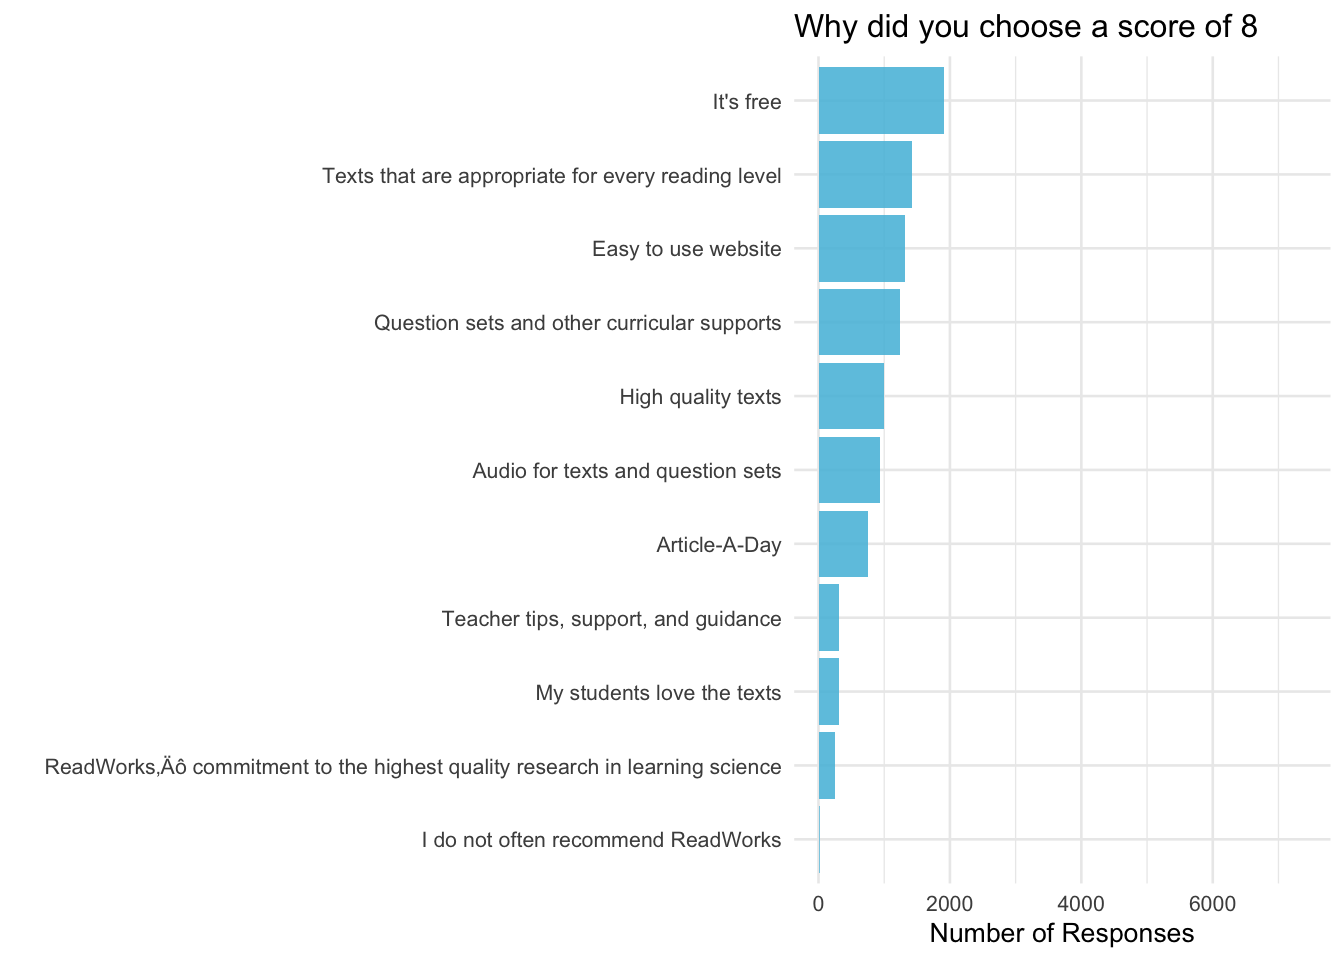 Why did you choose a score of 8
It's free
Texts that are appropriate for every reading level
Easy to use website
Question sets and other curricular supports
High quality texts
Audio for texts and question sets
Article-A-Day
Teacher tips, support, and guidance
My students love the texts
ReadWorks‚Äô commitment to the highest quality research in learning science
I do not often recommend ReadWorks
0 2000 4000 6000
Number of Responses